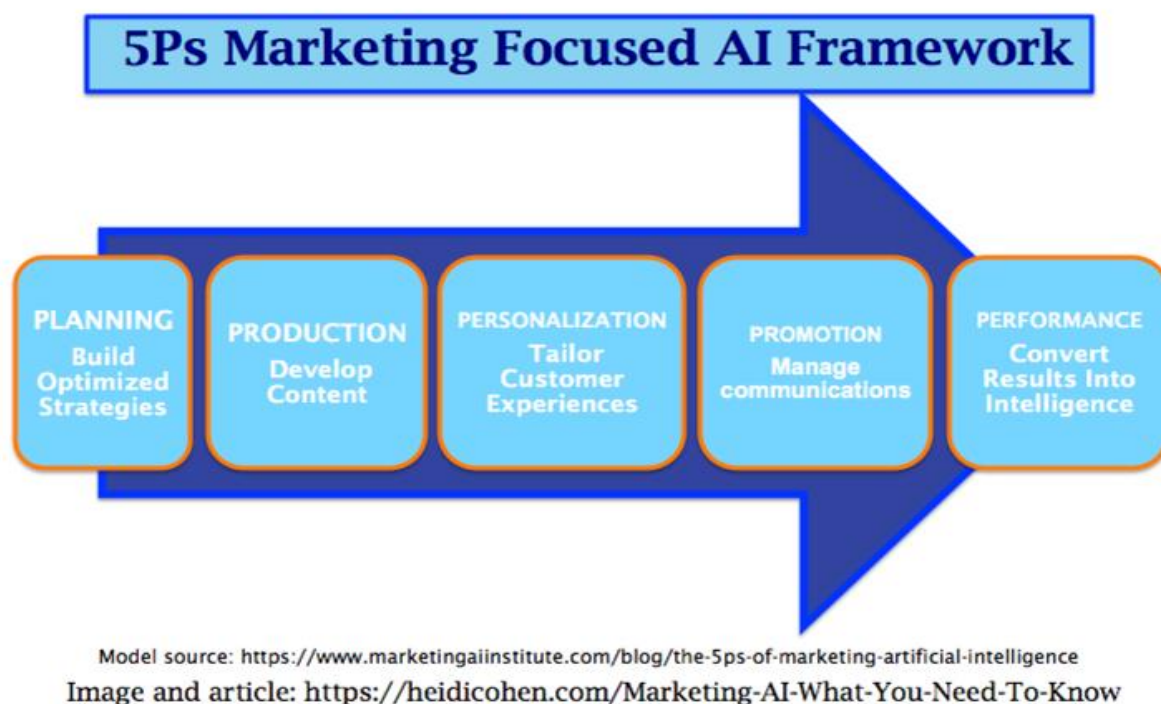 5Ps Marketing Focused AI Framework
PLANNING
Build
Optimized
Strategies
PRODUCTION
Develop
Content
PERSONALIZATION
Tailor
Customer
Experiences
PROMOTION
Manage
communications
PERFORMANCE
Convert
Results Into
Intelligence
Model source: https://www.marketingaiinstitute.com/blog/the-5ps-of-marketing-artificial-intelligence
Image and article: https://heidicohen.com/Marketing-AI-What-You-Need-To-Know